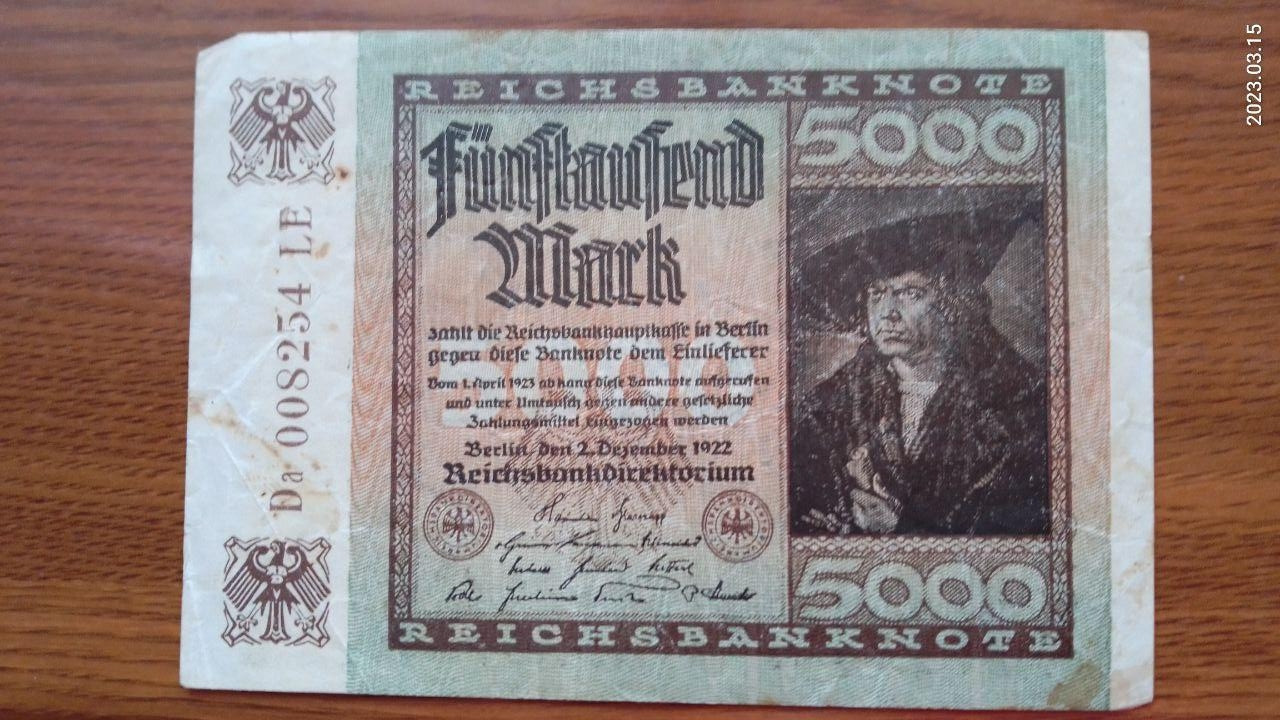 REICHSBANKNOTE
Fünftausend
Mark
5000
zahlt die Reichsbankhauptkasse in Berlin
gegen diese Banknote dem Einlieferer
Vom 1. April 1923 ab kann diese Banknote aufgerufen
und unter Umtausch gegen andere gesetzliche
Zahlungsmittel eingezogen werden
Berlin, den 2. Dezember 1922
Reichsbankdirektorium
5000
REICHSBANKNOTE
Da 008254 LE
5000
2023.03.15